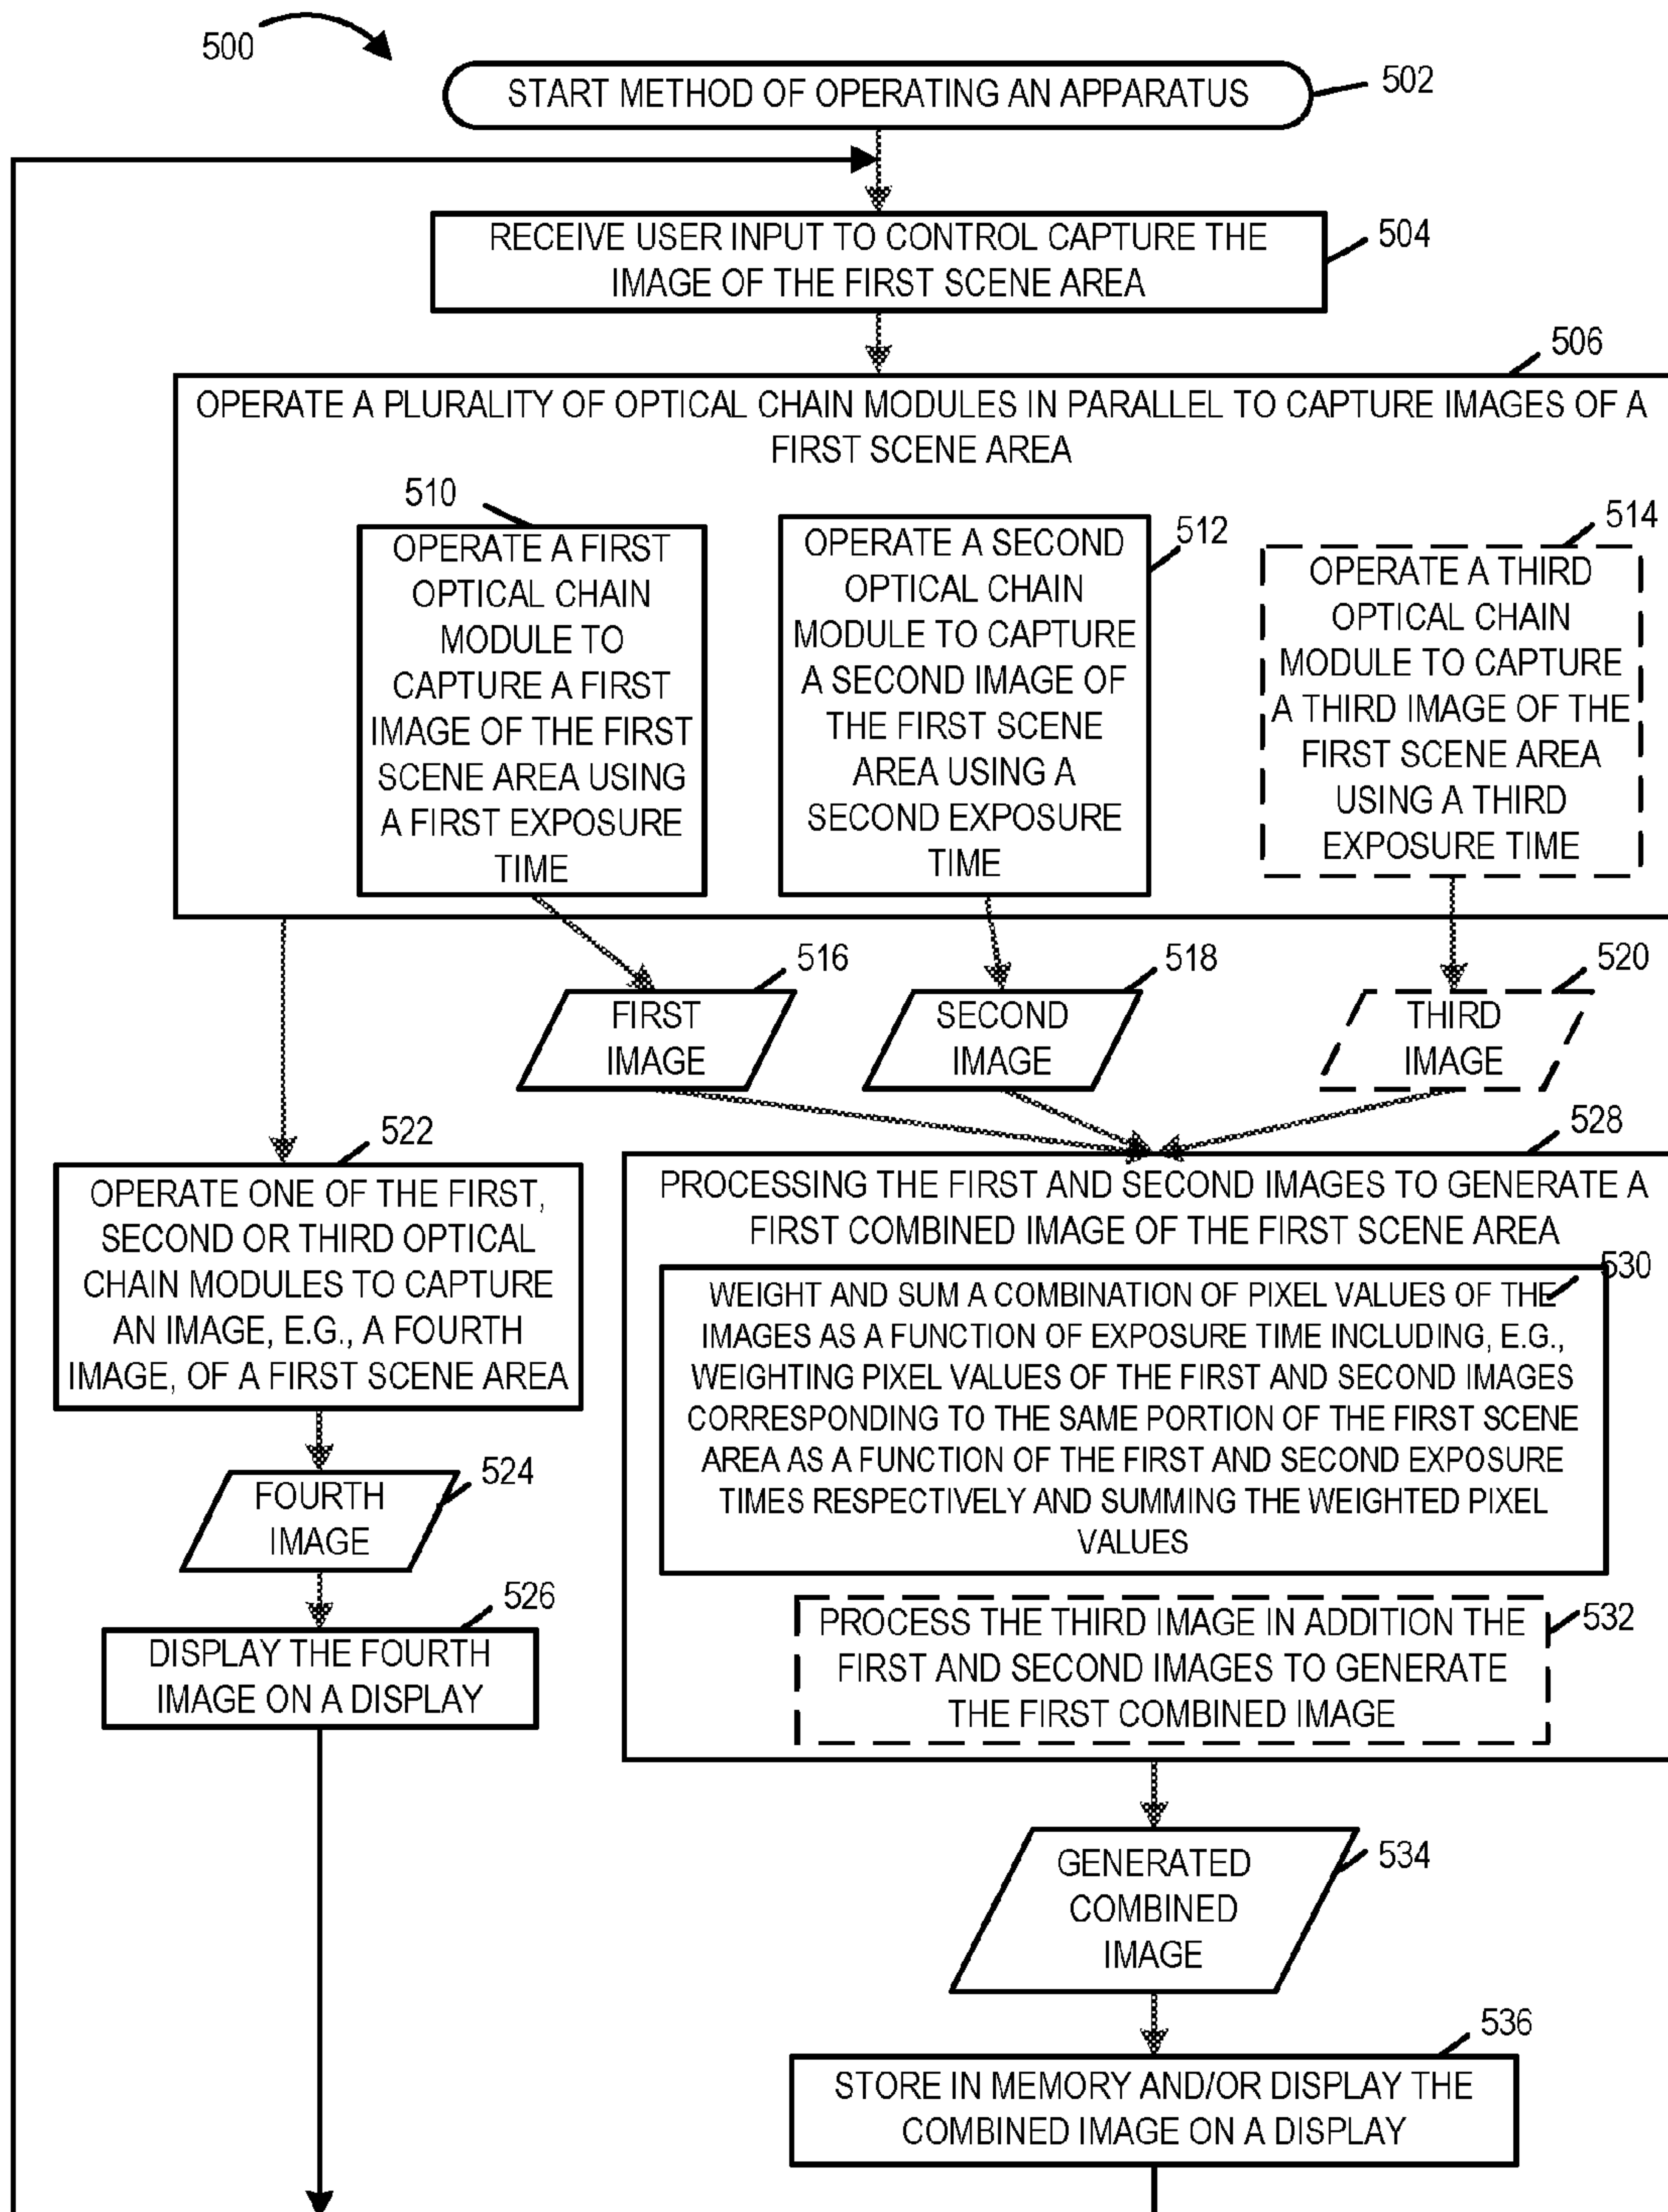 500
START METHOD OF OPERATING AN APPARATUS
502
RECEIVE USER INPUT TO CONTROL CAPTURE THE
IMAGE OF THE FIRST SCENE AREA
504
506
OPERATE A PLURALITY OF OPTICAL CHAIN MODULES IN PARALLEL TO CAPTURE IMAGES OF A
FIRST SCENE AREA
510
OPERATE A FIRST
OPTICAL CHAIN
MODULE TO
CAPTURE A FIRST
IMAGE OF THE FIRST
SCENE AREA USING
A FIRST EXPOSURE
TIME
512
OPERATE A SECOND
OPTICAL CHAIN
MODULE TO CAPTURE
A SECOND IMAGE OF
THE FIRST SCENE
AREA USING A
SECOND EXPOSURE
TIME
514
OPERATE A THIRD
OPTICAL CHAIN
MODULE TO CAPTURE
A THIRD IMAGE OF THE
FIRST SCENE AREA
USING A THIRD
EXPOSURE TIME
516
FIRST
IMAGE
518
SECOND
IMAGE
520
THIRD
IMAGE
522
OPERATE ONE OF THE FIRST,
SECOND OR THIRD OPTICAL
CHAIN MODULES TO CAPTURE
AN IMAGE, E.G., A FOURTH
IMAGE, OF A FIRST SCENE AREA
524
FOURTH
IMAGE
526
DISPLAY THE FOURTH
IMAGE ON A DISPLAY
528
PROCESSING THE FIRST AND SECOND IMAGES TO GENERATE A
FIRST COMBINED IMAGE OF THE FIRST SCENE AREA
530
WEIGHT AND SUM A COMBINATION OF PIXEL VALUES OF THE
IMAGES AS A FUNCTION OF EXPOSURE TIME INCLUDING, E.G.,
WEIGHTING PIXEL VALUES OF THE FIRST AND SECOND IMAGES
CORRESPONDING TO THE SAME PORTION OF THE FIRST SCENE
AREA AS A FUNCTION OF THE FIRST AND SECOND EXPOSURE
TIMES RESPECTIVELY AND SUMMING THE WEIGHTED PIXEL
VALUES
532
PROCESS THE THIRD IMAGE IN ADDITION THE
FIRST AND SECOND IMAGES TO GENERATE
THE FIRST COMBINED IMAGE
534
GENERATED
COMBINED
IMAGE
536
STORE IN MEMORY AND/OR DISPLAY THE
COMBINED IMAGE ON A DISPLAY